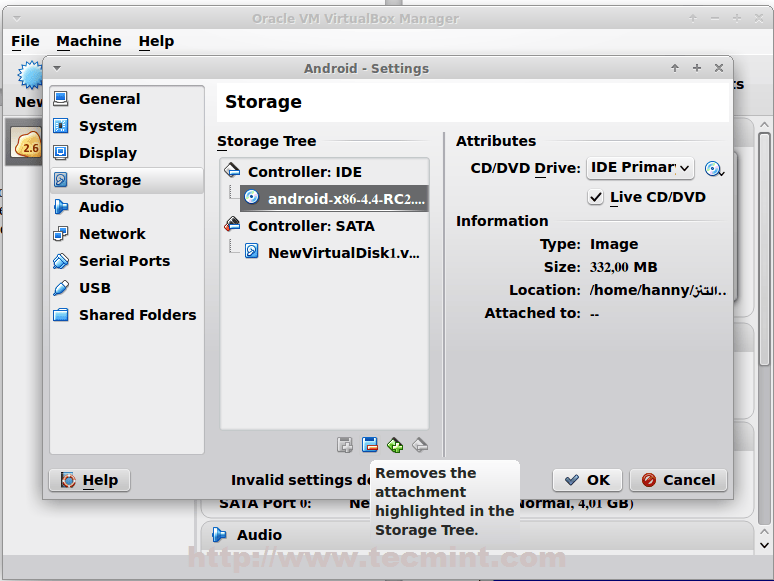 Oracle VM VirtualBox Manager
File Machine Help
New
2.6
Android - Settings
General
System
Display
Storage
Audio
Network
Serial Ports
USB
Shared Folders
Storage
Storage Tree
Controller: IDE
android-x86-4.4-RC2....
Controller: SATA
NewVirtualDisk1.v...
Attributes
CD/DVD Drive: IDE Primar
Live CD/DVD
Information
Type: Image
Size: 332,00 MB
Location: /home/hanny/التنز..
Attached to: --
Help
Invalid settings de
OK
Cancel
Removes the
attachment
highlighted in the
Storage Tree.
SATA Port 0: Ne
ormal, 4,01 GB)
Audio
http://www.tecmint.com